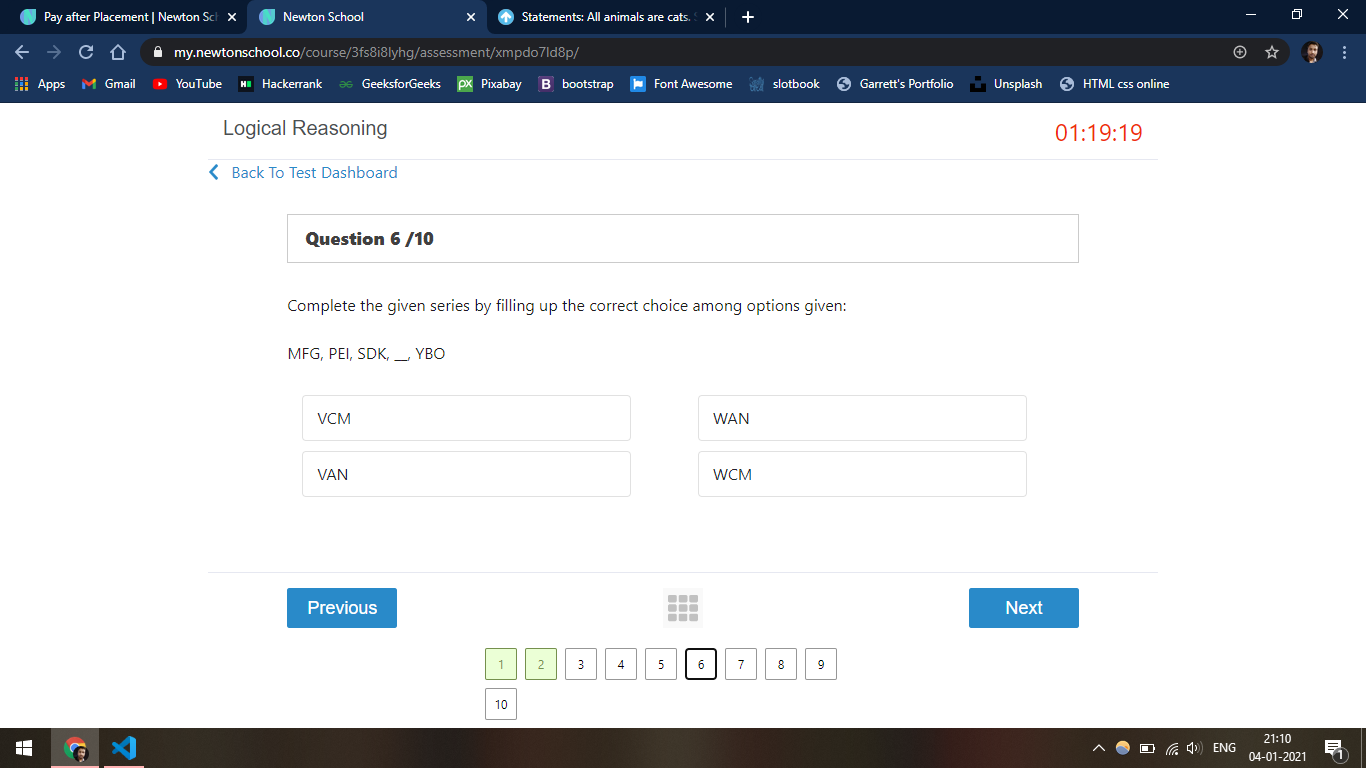 Pay after Placement | Newton Sch
Newton School
Statements: All animals are cats. S
my.newtonschool.co/course/3fs8i8lyhg/assessment/xmpdo7ld8p/
Apps Gmail YouTube Hackerrank GeeksforGeeks Pixabay bootstrap Font Awesome slotbook Garrett's Portfolio Unsplash HTML css online
Logical Reasoning 01:19:19
Back To Test Dashboard
Question 6 /10
Complete the given series by filling up the correct choice among options given:
MFG, PEI, SDK, __, YBO
VCM WAN
VAN WCM
Previous Next
1 2 3 4 5 6 7 8 9
10
ENG 21:10
04-01-2021 1